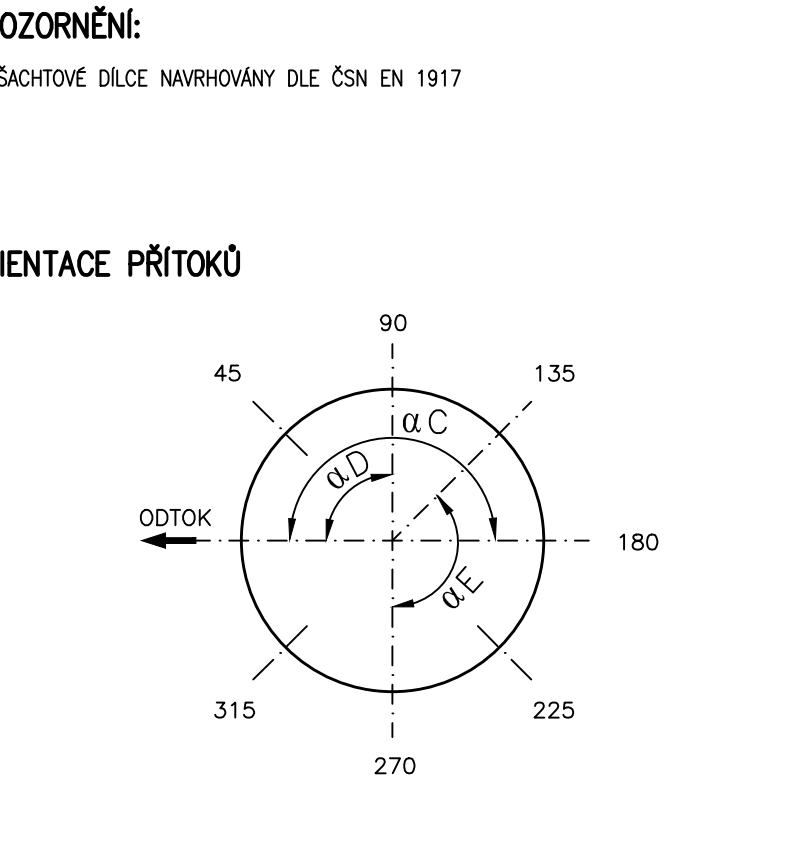 OZORNĚNÍ:
ŠACHTOVÉ DÍLCE NAVRHOVÁNY DLE ČSN EN 1917
IENTACE PŘÍTOKŮ
90
45
135
αC
αD
ODTOK
180
αE
315
225
270